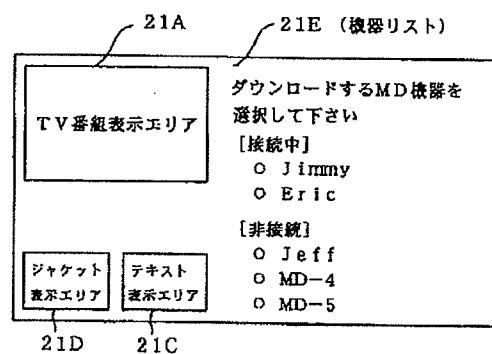 21A
21E (機器リスト)
TV番組表示エリア
ダウンロードするMD機器を
選択して下さい
[接続中]
○ Jimmy
○ Eric
[非接続]
○ Jeff
○ MD-4
○ MD-5
ジャケット
表示エリア
テキスト
表示エリア
21D
21C